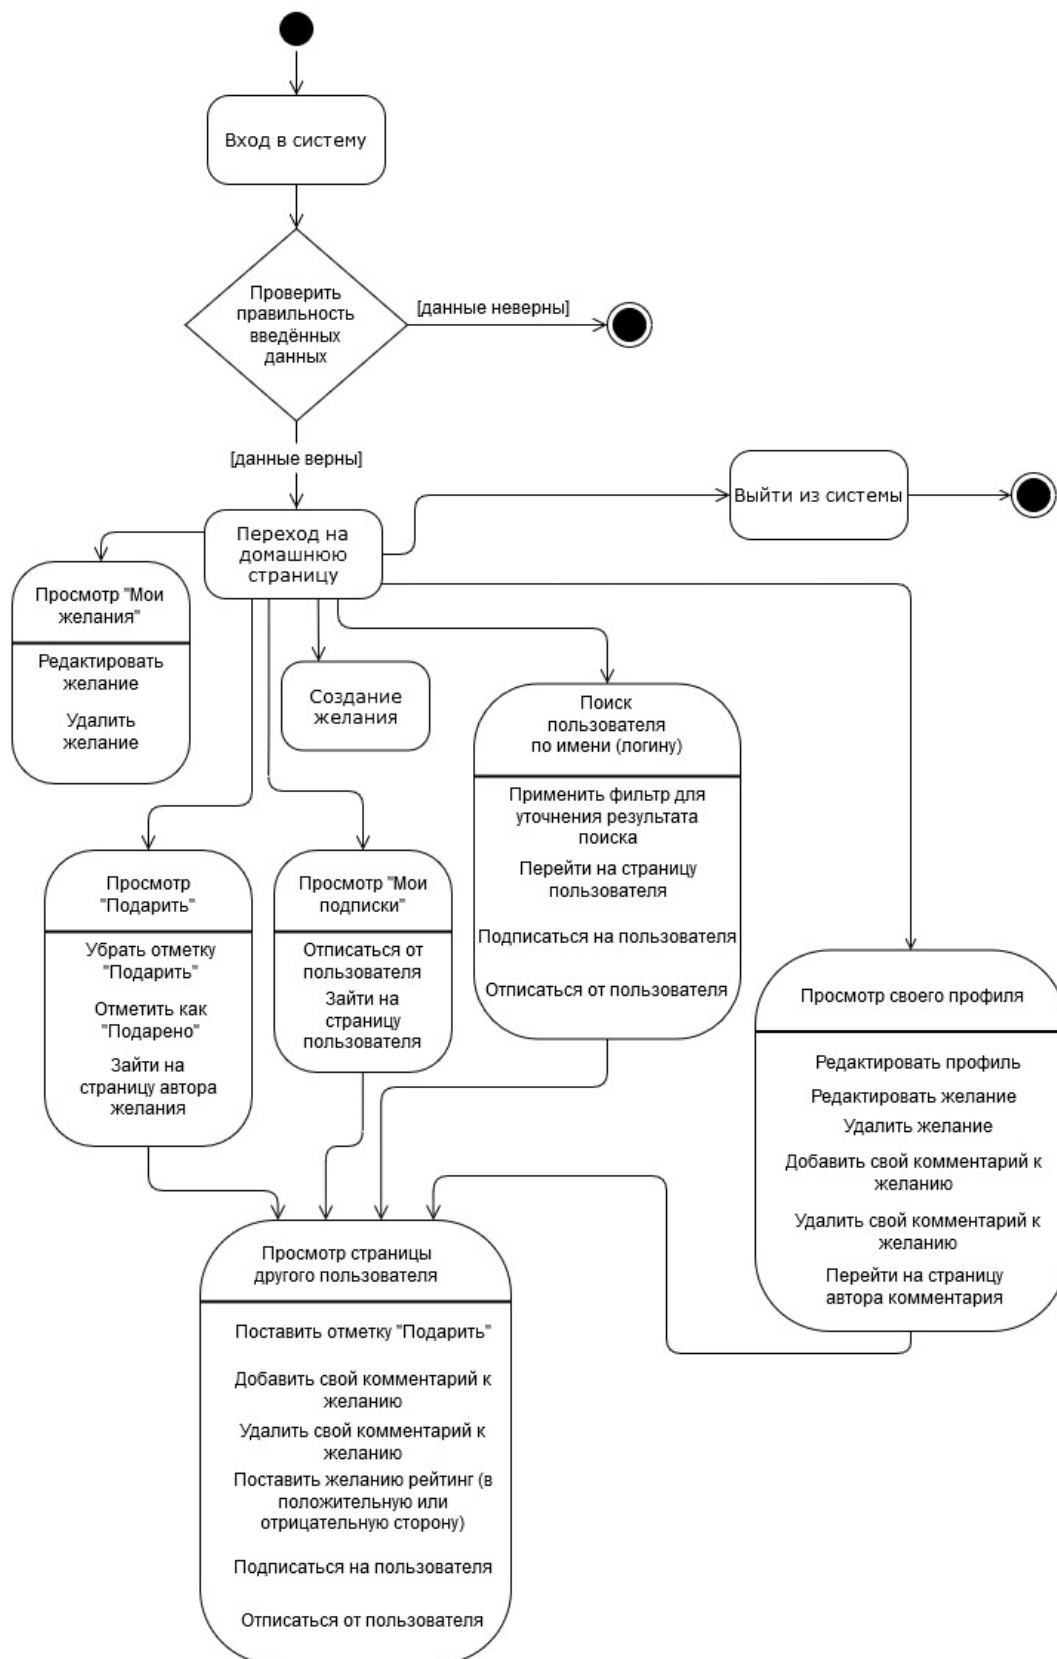 Вход в систему
Проверить
правильность
введённых
данных
[данные неверны]
[данные верны]
Выйти из системы
Переход на
домашнюю
страницу
Просмотр "Мои
желания"
Редактировать
желание
Удалить
желание
Создание
желания
Поиск
пользователя
по имени (логину)
Применить фильтр для
уточнения результата
поиска
Перейти на страницу
пользователя
Подписаться на пользователя
Отписаться от пользователя
Просмотр
"Подарить"
Убрать отметку
"Подарить"
Отметить как
"Подарено"
Зайти на
страницу автора
желания
Просмотр "Мои
подписки"
Отписаться от
пользователя
Зайти на
страницу
пользователя
Просмотр своего профиля
Редактировать профиль
Редактировать желание
Удалить желание
Добавить свой комментарий к
желанию
Удалить свой комментарий к
желанию
Перейти на страницу
автора комментария
Просмотр страницы
другого пользователя
Поставить отметку "Подарить"
Добавить свой комментарий к
желанию
Удалить свой комментарий к
желанию
Поставить желанию рейтинг (в
положительную или
отрицательную сторону)
Подписаться на пользователя
Отписаться от пользователя